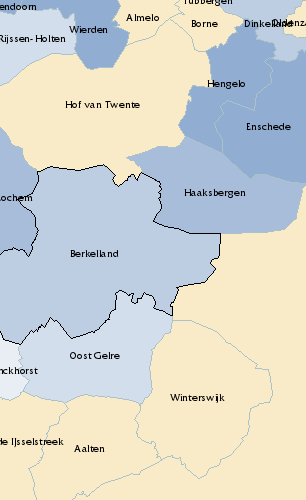 Tubbergen
endoorn
Almelo
Borne
Dinkelland
Oldenza
Wierden
Rijssen-Holten
Hengelo
Hof van Twente
Enschede
Haaksbergen
ochem
Berkelland
Oost Gelre
nckhorst
Winterswijk
de IJsselstreek
Aalten